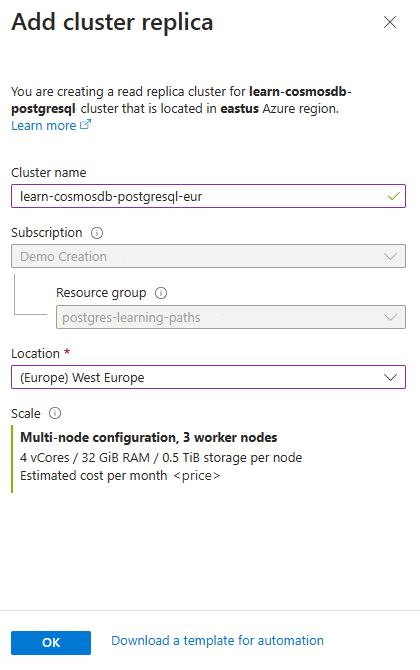 Add cluster replica
You are creating a read replica cluster for learn-cosmosdb-
postgresql cluster that is located in eastus Azure region.
Learn more
Cluster name
learn-cosmosdb-postgresql-eur
Subscription
Demo Creation
Resource group
postgres-learning-paths
Location *
(Europe) West Europe
Scale
Multi-node configuration, 3 worker nodes
4 vCores / 32 GiB RAM / 0.5 TiB storage per node
Estimated cost per month <price>
OK
Download a template for automation